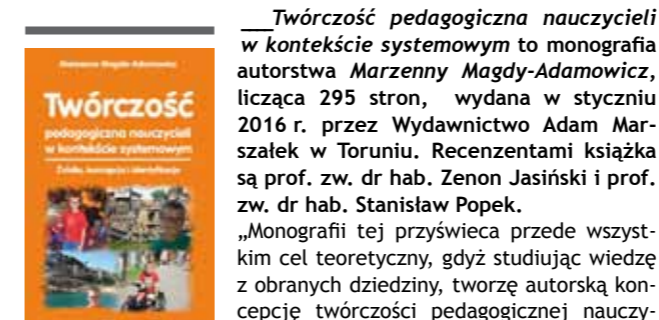 Marzenna Magda-Adamowicz
Twórczość
pedagogiczna nauczycieli
w kontekście systemowym
Źródła, koncepcje i identyfikacja
___Twórczość pedagogiczna nauczycieli
w kontekście systemowym to monografia
autorstwa Marzenny Magdy-Adamowicz,
licząca 295 stron, wydana w styczniu
2016 r. przez Wydawnictwo Adam Mar-
szałek w Toruniu. Recenzentami książka
są prof. zw. dr hab. Zenon Jasiński i prof.
zw. dr hab. Stanisław Popek.
„Monografii tej przyświeca przede wszyst-
kim cel teoretyczny, gdyż studiując wiedzę
z obranych dziedziny, tworzę autorską kon-
cepcję twórczości pedagogicznej nauczy-